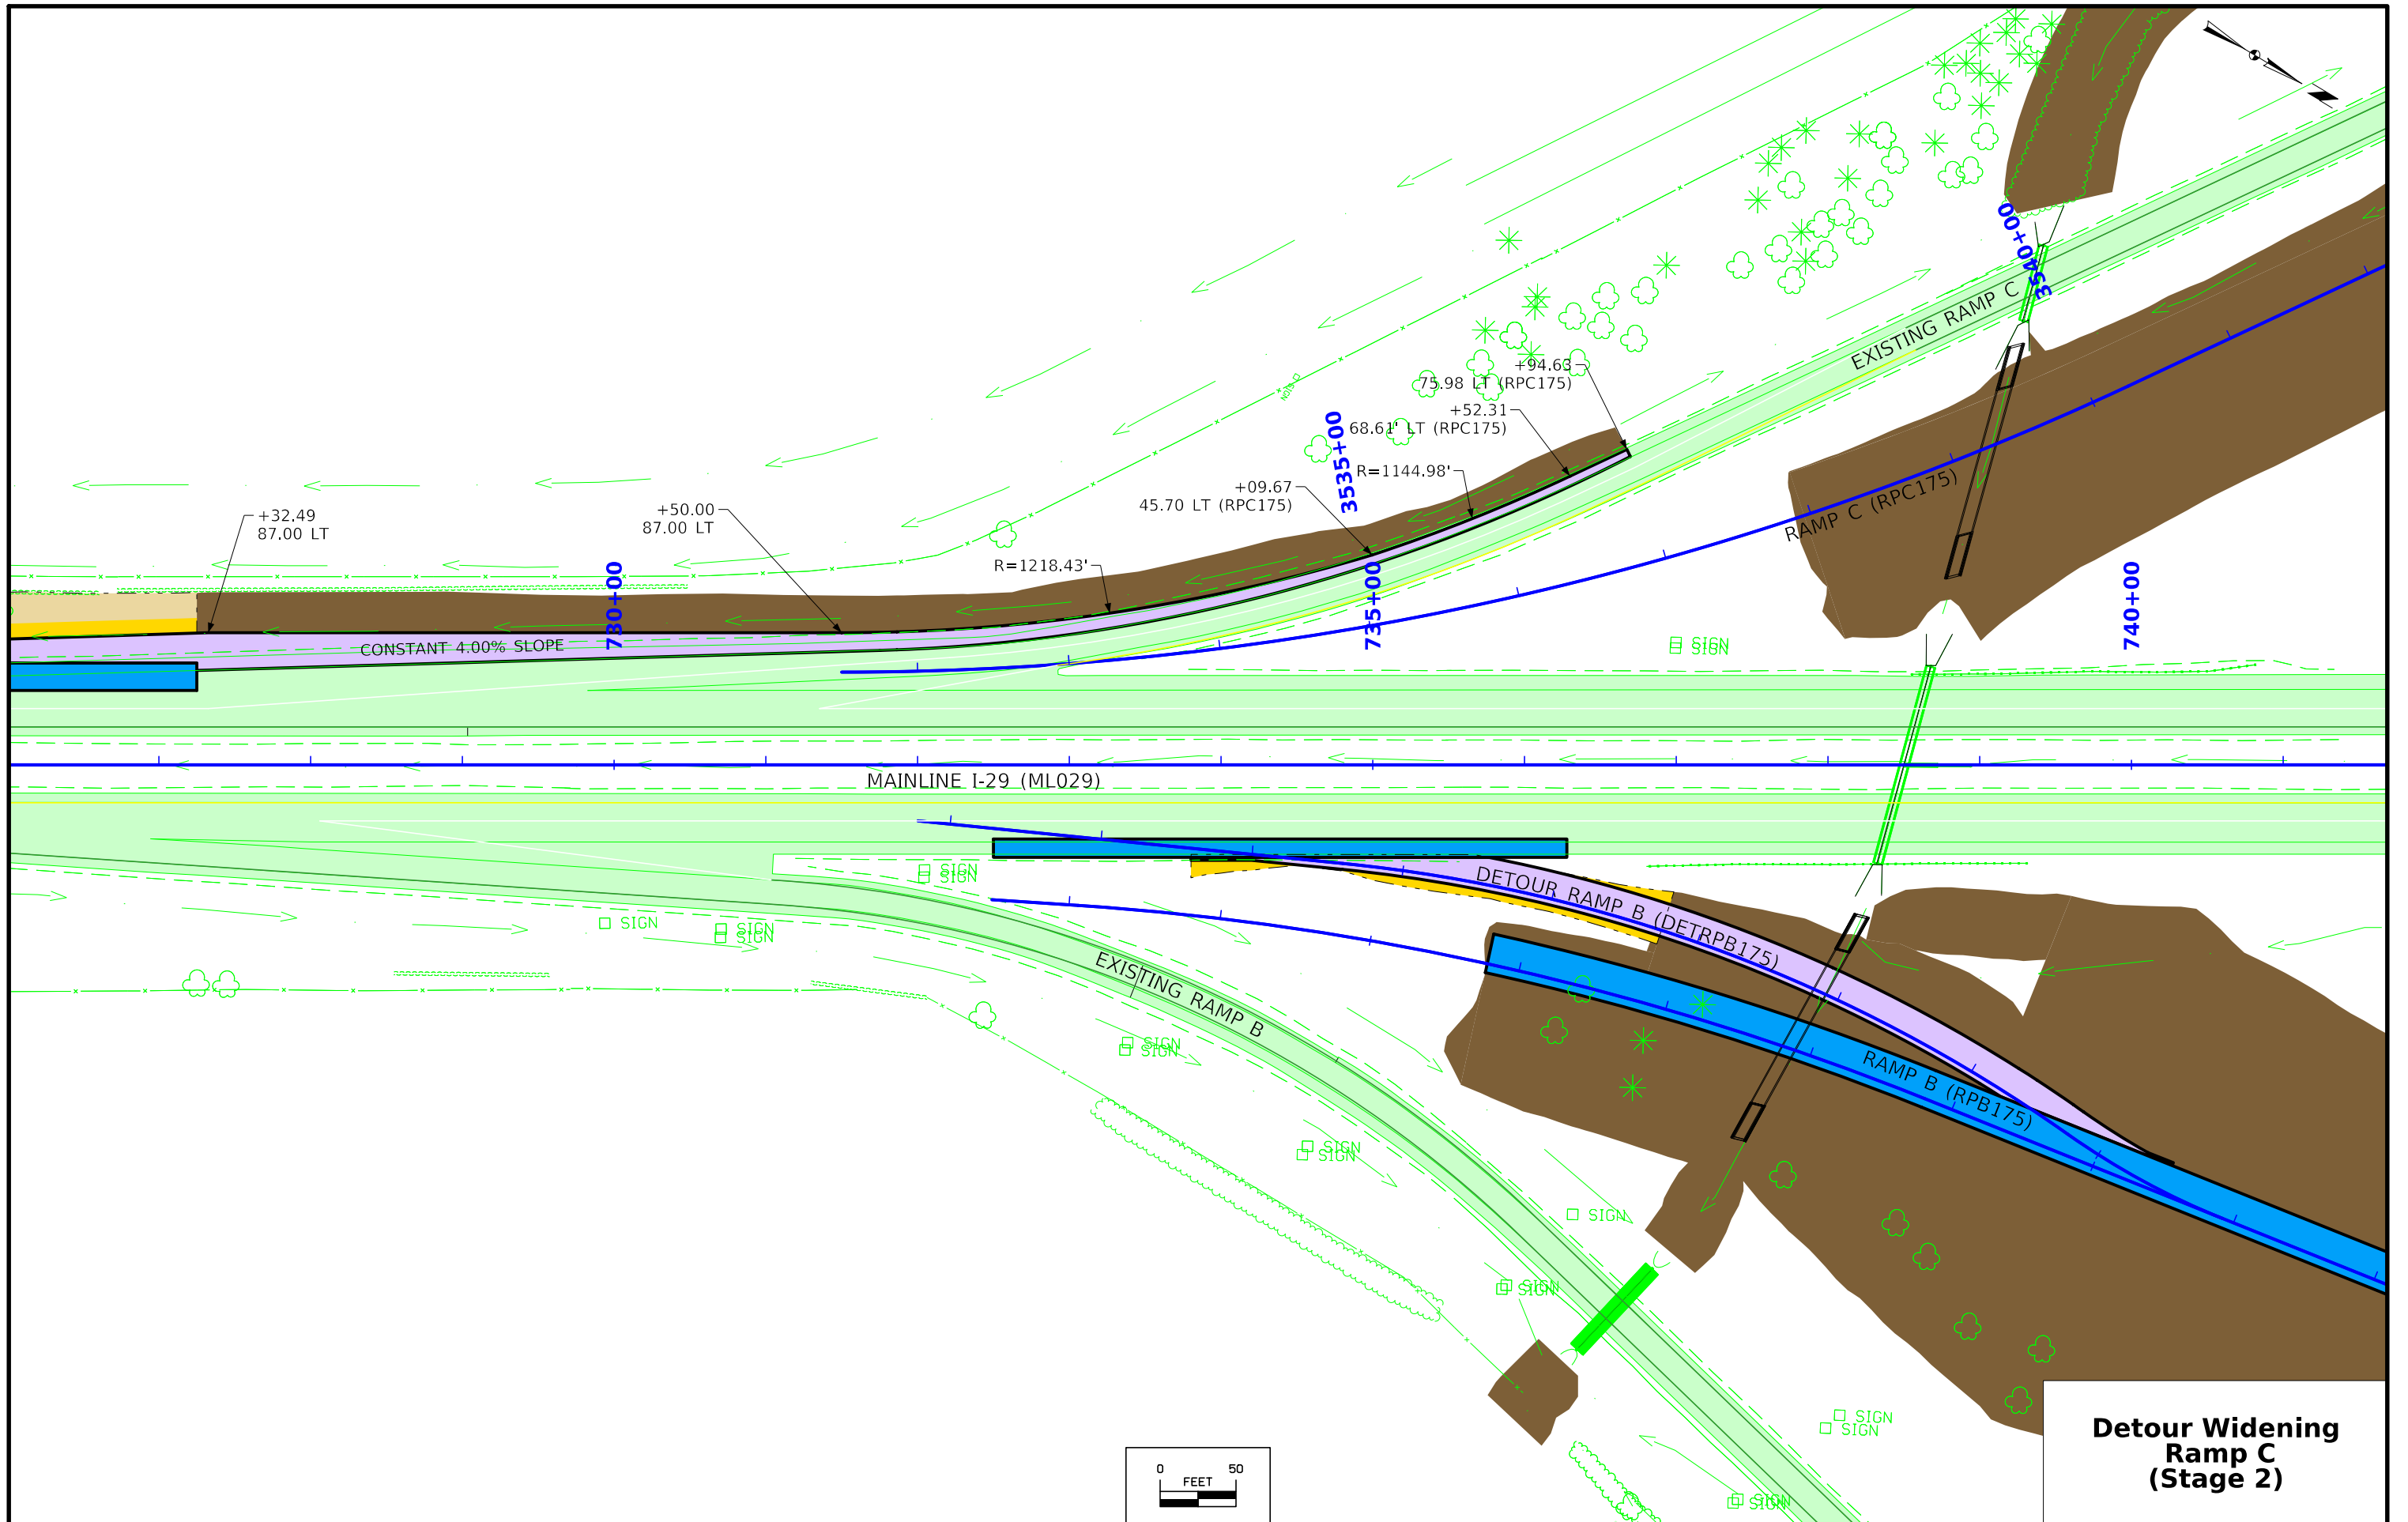 +94.63
75.98 LT (RPC175)
+52.31
68.61' LT (RPC175)
R=1144.98'
+09.67
45.70 LT (RPC175)
R=1218.43'
+50.00
87.00 LT
+32.49
87.00 LT
CONSTANT 4.00% SLOPE
730+00
3535+00
735+00
3540+00
740+00
EXISTING RAMP C
RAMP C (RPC175)
SIGN
SIGN
SIGN
MAINLINE I-29 (ML029)
SIGN
SIGN
SIGN
SIGN
SIGN
DETOUR RAMP B (DETRPB175)
EXISTING RAMP B
RAMP B (RPB175)
SIGN
SIGN
SIGN
SIGN
SIGN
SIGN
SIGN
SIGN
SIGN
SIGN
SIGN
0 50
FEET
Detour Widening
Ramp C
(Stage 2)